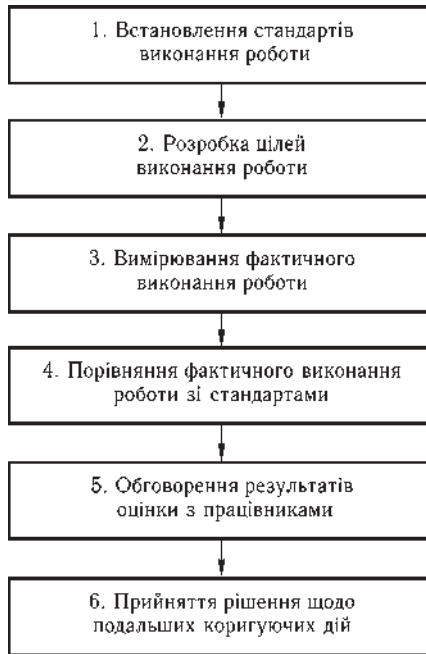 1. Встановлення стандартів
виконання роботи
2. Розробка цілей
виконання роботи
3. Вимірювання фактичного
виконання роботи
4. Порівняння фактичного виконання
роботи зі стандартами
5. Обговорення результатів
оцінки з працівниками
6. Прийняття рішення щодо
подальших коригуючих дій